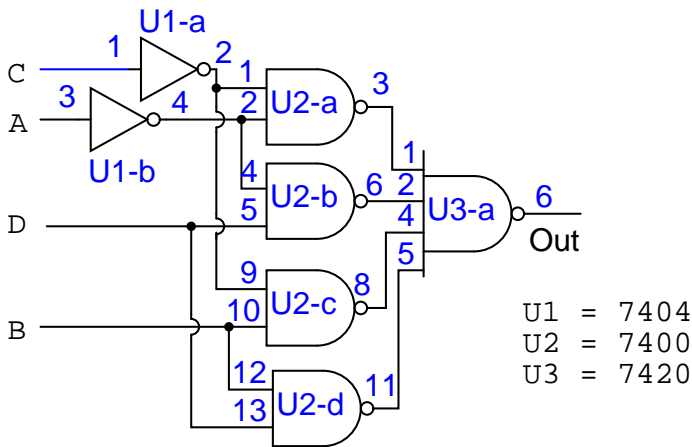 U1-a
C 1 2
1 U2-a 3
A 3 4 2
U1-b
4 U2-b 6
5
1
2 U3-a 6
4
5
Out
D
9 U2-c 8
10
B
12 U2-d 11
13
U1 = 7404
U2 = 7400
U3 = 7420